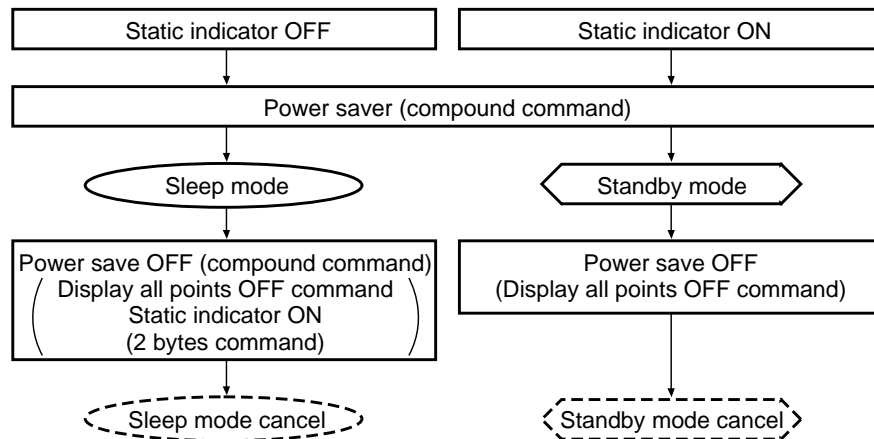 Static indicator OFF
Static indicator ON
Power saver (compound command)
Sleep mode
Standby mode
Power save OFF (compound command)
Display all points OFF command
Static indicator ON
(2 bytes command)
Power save OFF
(Display all points OFF command)
Sleep mode cancel
Standby mode cancel